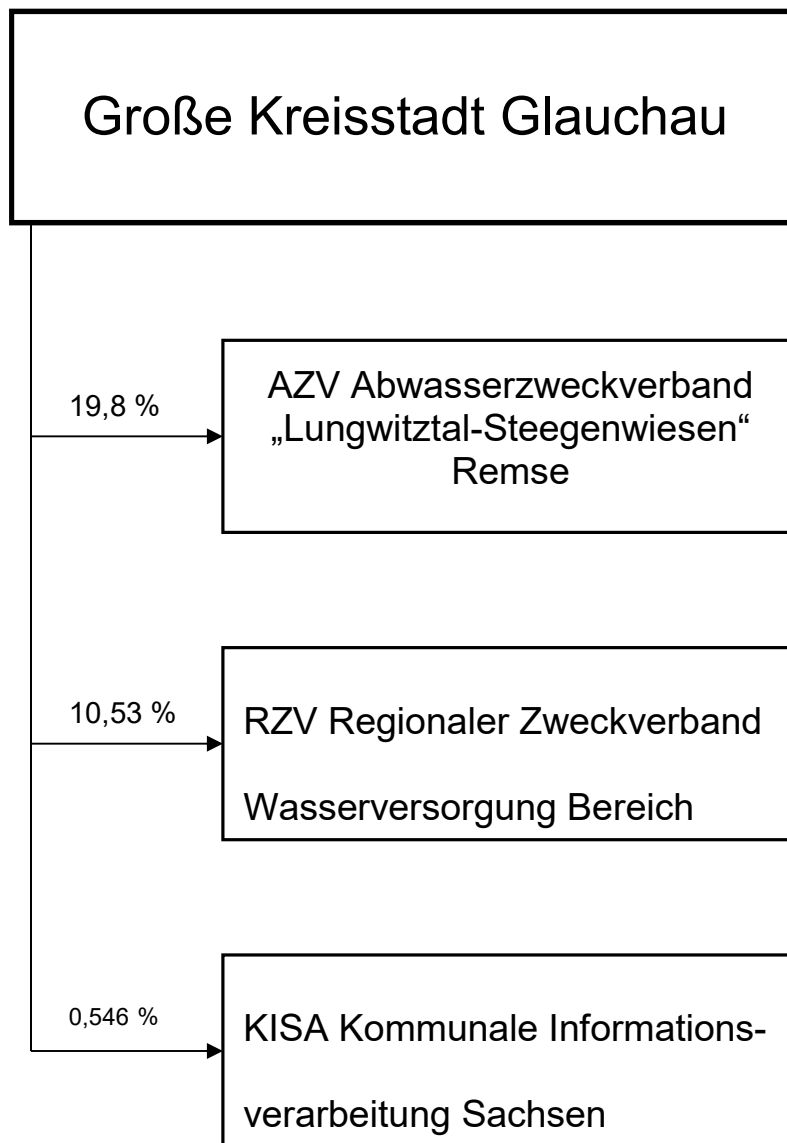 Große Kreisstadt Glauchau
19,8 %
AZV Abwasserzweckverband
„Lungwitztal-Steegenwiesen“
Remse
10,53 %
RZV Regionaler Zweckverband
Wasserversorgung Bereich
0,546 %
KISA Kommunale Informations-
verarbeitung Sachsen